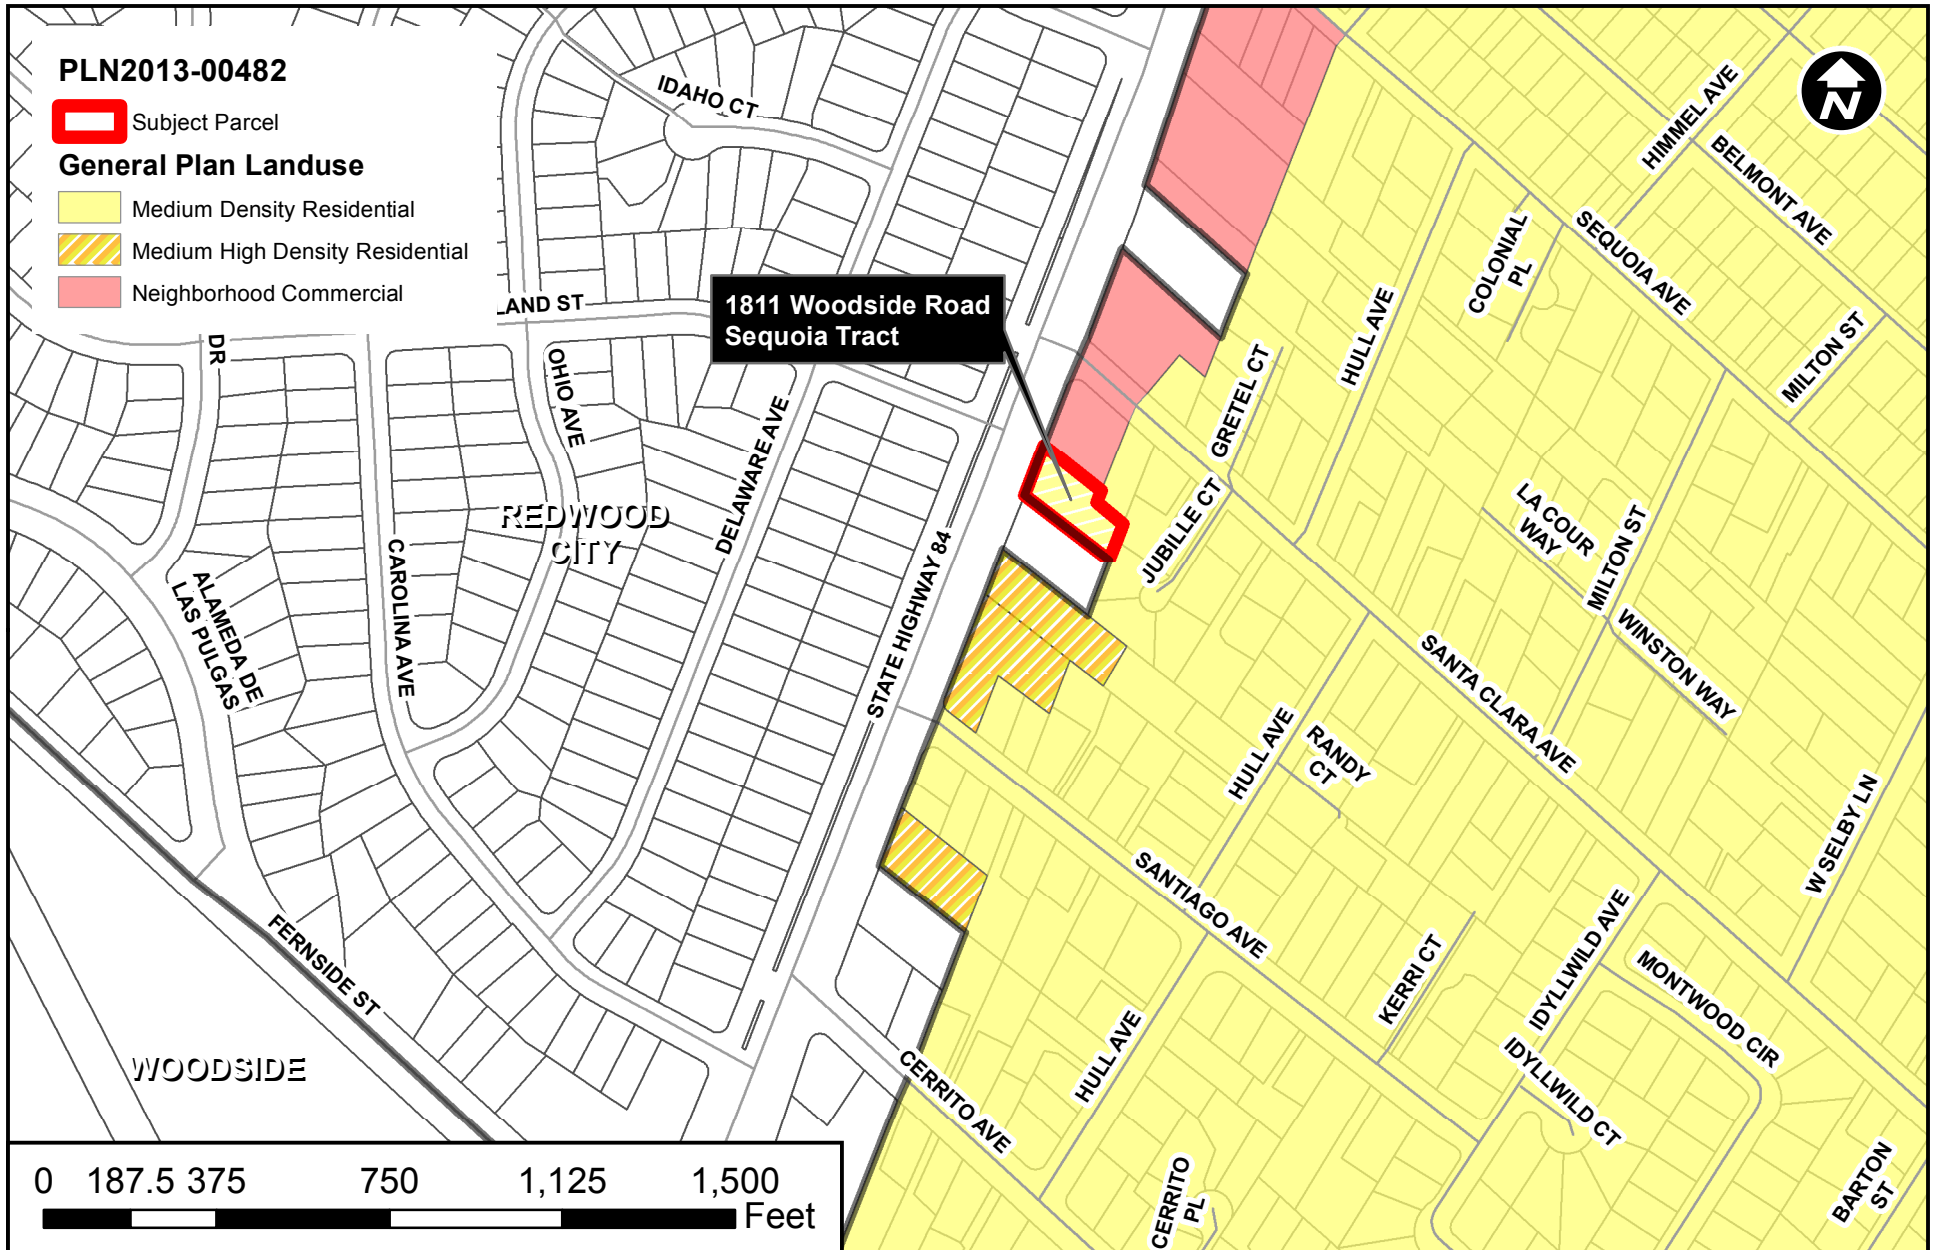 PLN2013-00482
Subject Parcel
General Plan Landuse
Medium Density Residential
Medium High Density Residential
Neighborhood Commercial
N
IDAHO CT
HIMMEL AVE
BELMONT AVE
COLONIAL
PL
SEQUOIA AVE
LAND ST
1811 Woodside Road
Sequoia Tract
HULL AVE
MILTON ST
DR
OHIO AVE
GRETEL CT
DELAWARE AVE
JUBILLE CT
LA COUR
WAY
MILTON ST
REDWOOD
CITY
CAROLINA AVE
STATE HIGHWAY 84
ALAMEDA DE
LAS PULGAS
WINSTON WAY
SANTA CLARA AVE
HULL AVE
RANDY
CT
W SELBY LN
SANTIAGO AVE
FERNSIDE ST
KERRI CT
IDYLLWILD AVE
MONTWOOD CIR
WOODSIDE
HULL AVE
CERRITO AVE
IDYLLWILD CT
CERRITO
PL
BARTON
ST
0 187.5 375 750 1,125 1,500
Feet